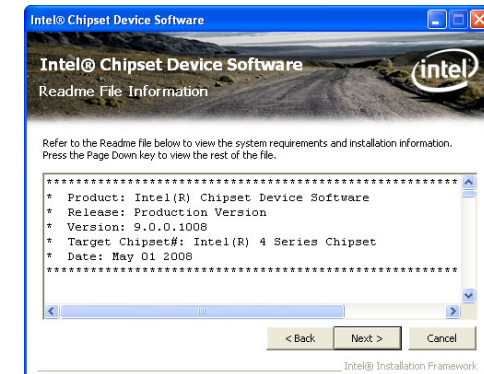 Intel® Chipset Device Software
Intel® Chipset Device Software
intel
Readme File Information
Refer to the Readme file below to view the system requirements and installation information.
Press the Page Down key to view the rest of the file.
************************************************************
*  Product: Intel(R) Chipset Device Software
*  Release: Production Version
*  Version: 9.0.0.1008
*  Target Chipset#: Intel(R) 4 Series Chipset
*  Date: May 01 2008
************************************************************
< Back Next > Cancel
Intel® Installation Framework